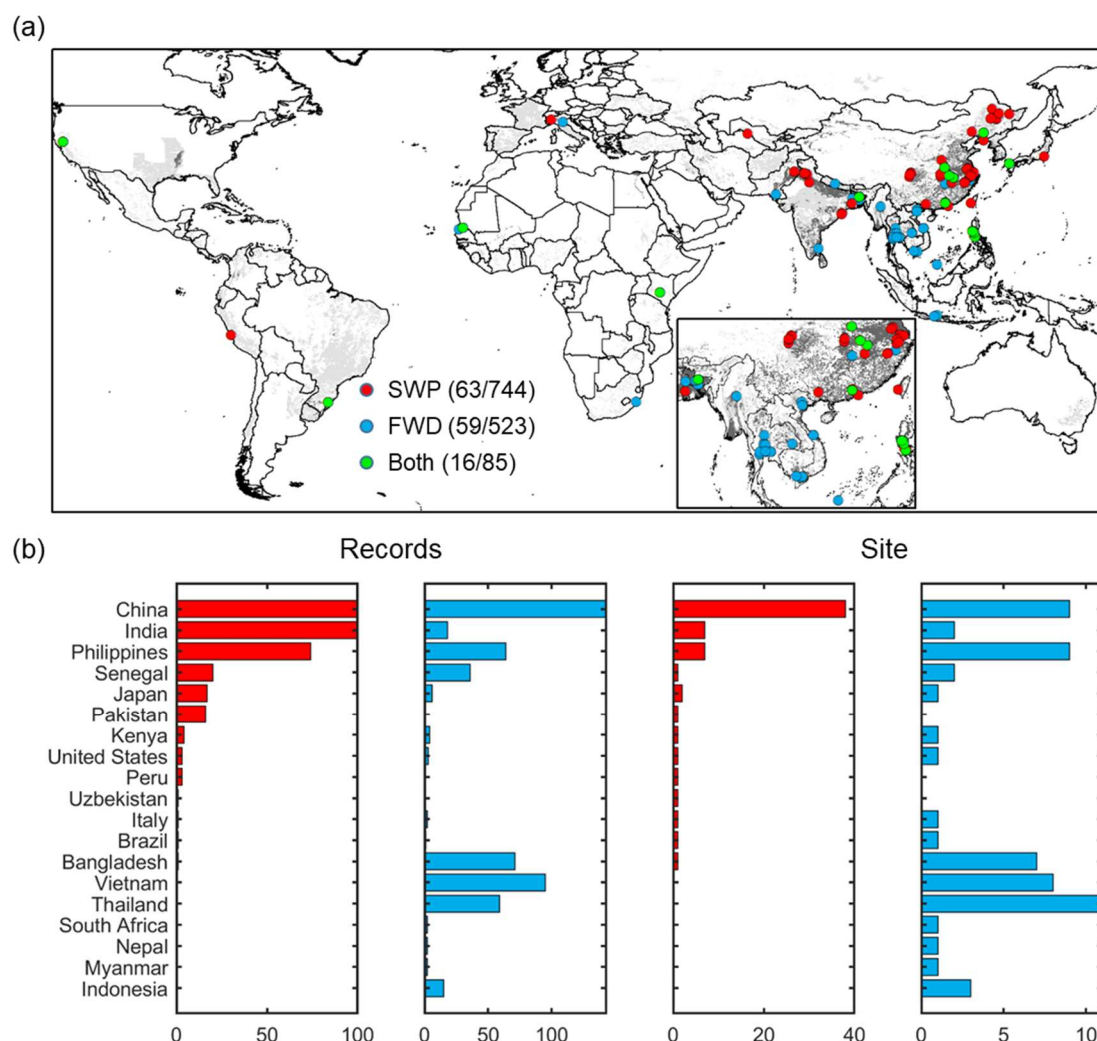 (a)
SWP (63/744)
FWD (59/523)
Both (16/85)
(b)
Records
Site
China
India
Philippines
Senegal
Japan
Pakistan
Kenya
United States
Peru
Uzbekistan
Italy
Brazil
Bangladesh
Vietnam
Thailand
South Africa
Nepal
Myanmar
Indonesia
0 50 100 0 50 100 0 20 40 0 5 10